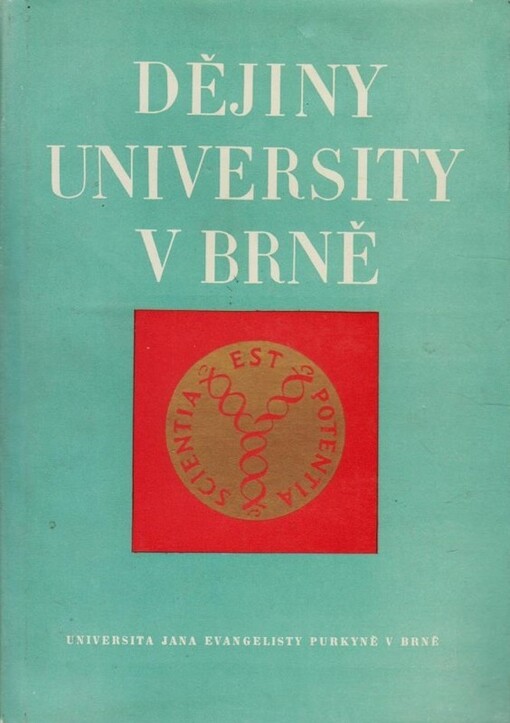 DĚJINY
UNIVERSITY
V BRNĚ
SCIENTIA EST POTENTIA
UNIVERSITA JANA EVANGELISTY PURKYNĚ V BRNĚ